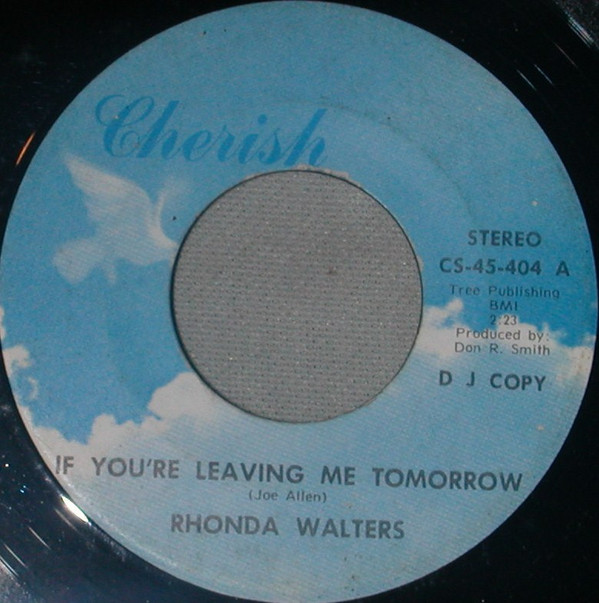 Cherish
STEREO
CS-45-404 A
Tree Publishing
BMI
2:23
Produced by:
Don R. Smith
D J COPY
IF YOU'RE LEAVING ME TOMORROW
(Joe Allen)
RHONDA WALTERS